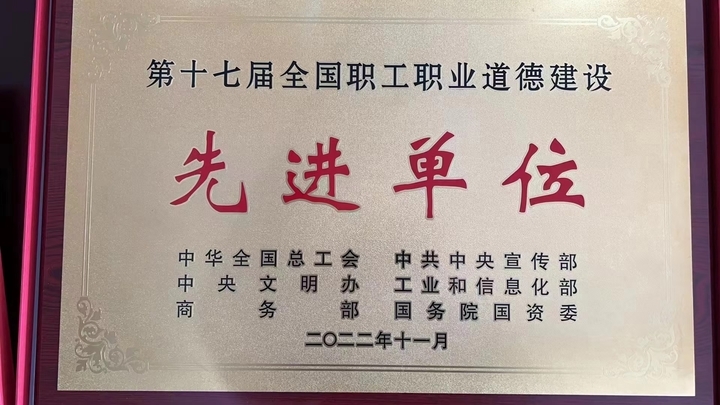 第十七届全国职工职业道德建设
先进单位
中华全国总工会 中共中央宣传部
中央文明办 工业和信息化部
商务部 国务院国资委
二〇二二年十一月